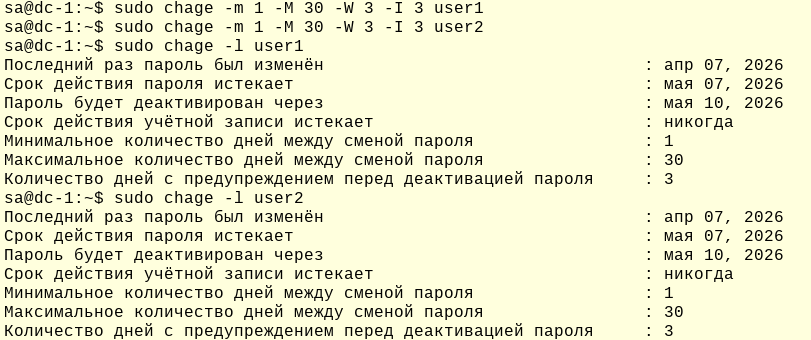 sa@dc-1:~$ sudo chage -m 1 -M 30 -W 3 -I 3 user1
sa@dc-1:~$ sudo chage -m 1 -M 30 -W 3 -I 3 user2
sa@dc-1:~$ sudo chage -l user1
Последний раз пароль был изменён : апр 07, 2026
Срок действия пароля истекает : мая 07, 2026
Пароль будет деактивирован через : мая 10, 2026
Срок действия учётной записи истекает : никогда
Минимальное количество дней между сменой пароля : 1
Максимальное количество дней между сменой пароля : 30
Количество дней с предупреждением перед деактивацией пароля : 3
sa@dc-1:~$ sudo chage -l user2
Последний раз пароль был изменён : апр 07, 2026
Срок действия пароля истекает : мая 07, 2026
Пароль будет деактивирован через : мая 10, 2026
Срок действия учётной записи истекает : никогда
Минимальное количество дней между сменой пароля : 1
Максимальное количество дней между сменой пароля : 30
Количество дней с предупреждением перед деактивацией пароля : 3